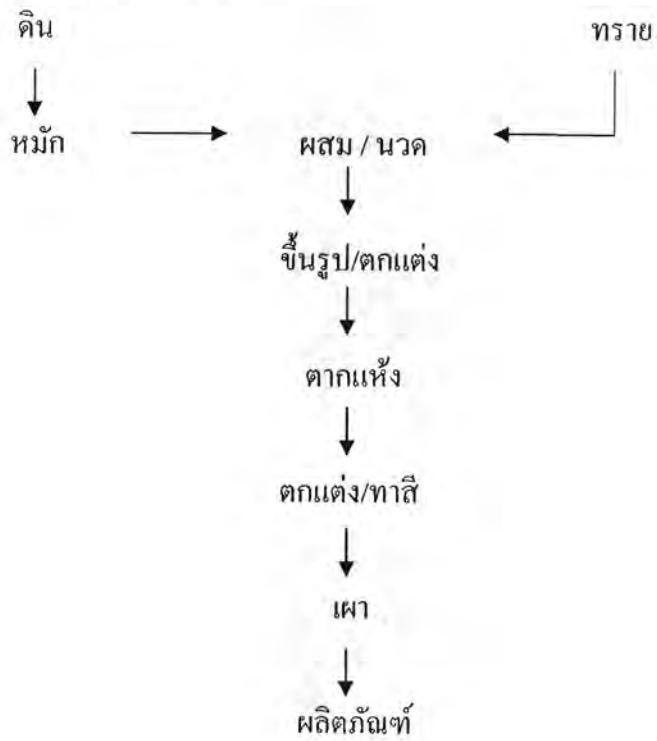 ดิน
ทราย
หมัก
ผสม / นวด
ขึ้นรูป/ตกแต่ง
ตากแห้ง
ตกแต่ง/ทาสี
เผา
ผลิตภัณฑ์